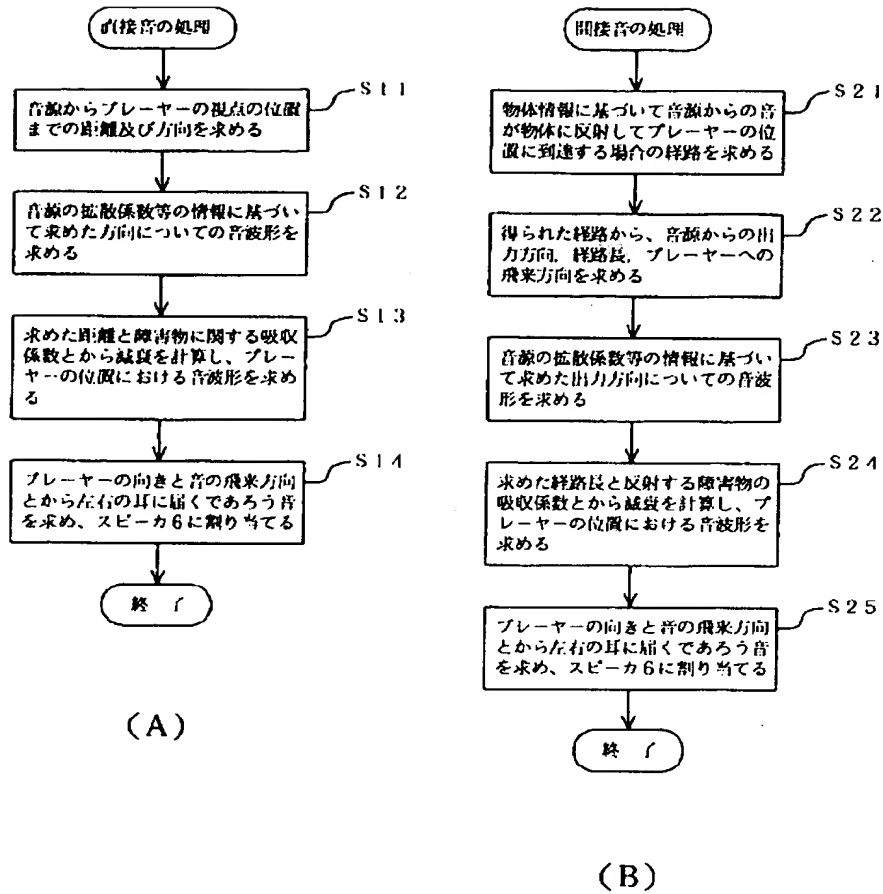 直接音の処理
S11
音源からプレーヤーの視点の位置
までの距離及び方向を求める
S12
音源の拡散係数等の情報に基づい
て求めた方向についての音波形を
求める
S13
求めた距離と障害物に関する吸収
係数とから減衰を計算し、プレー
ヤーの位置における音波形を求め
る
S14
プレーヤーの向きと音の飛来方向
とから左右の耳に届くであろう音
を求め、スピーカ6に割り当てる
終了
(A)
間接音の処理
S21
物体情報に基づいて音源からの音
が物体に反射してプレーヤーの位
置に到達する場合の経路を求める
S22
得られた経路から、音源からの出
力方向，経路長，プレーヤーへの
飛来方向を求める
S23
音源の拡散係数等の情報に基づい
て求めた出力方向についての音波
形を求める
S24
求めた経路長と反射する障害物の
吸収係数とから減衰を計算し、プ
レーヤーの位置における音波形を
求める
S25
プレーヤーの向きと音の飛来方向
とから左右の耳に届くであろう音
を求め、スピーカ6に割り当てる
終了
(B)